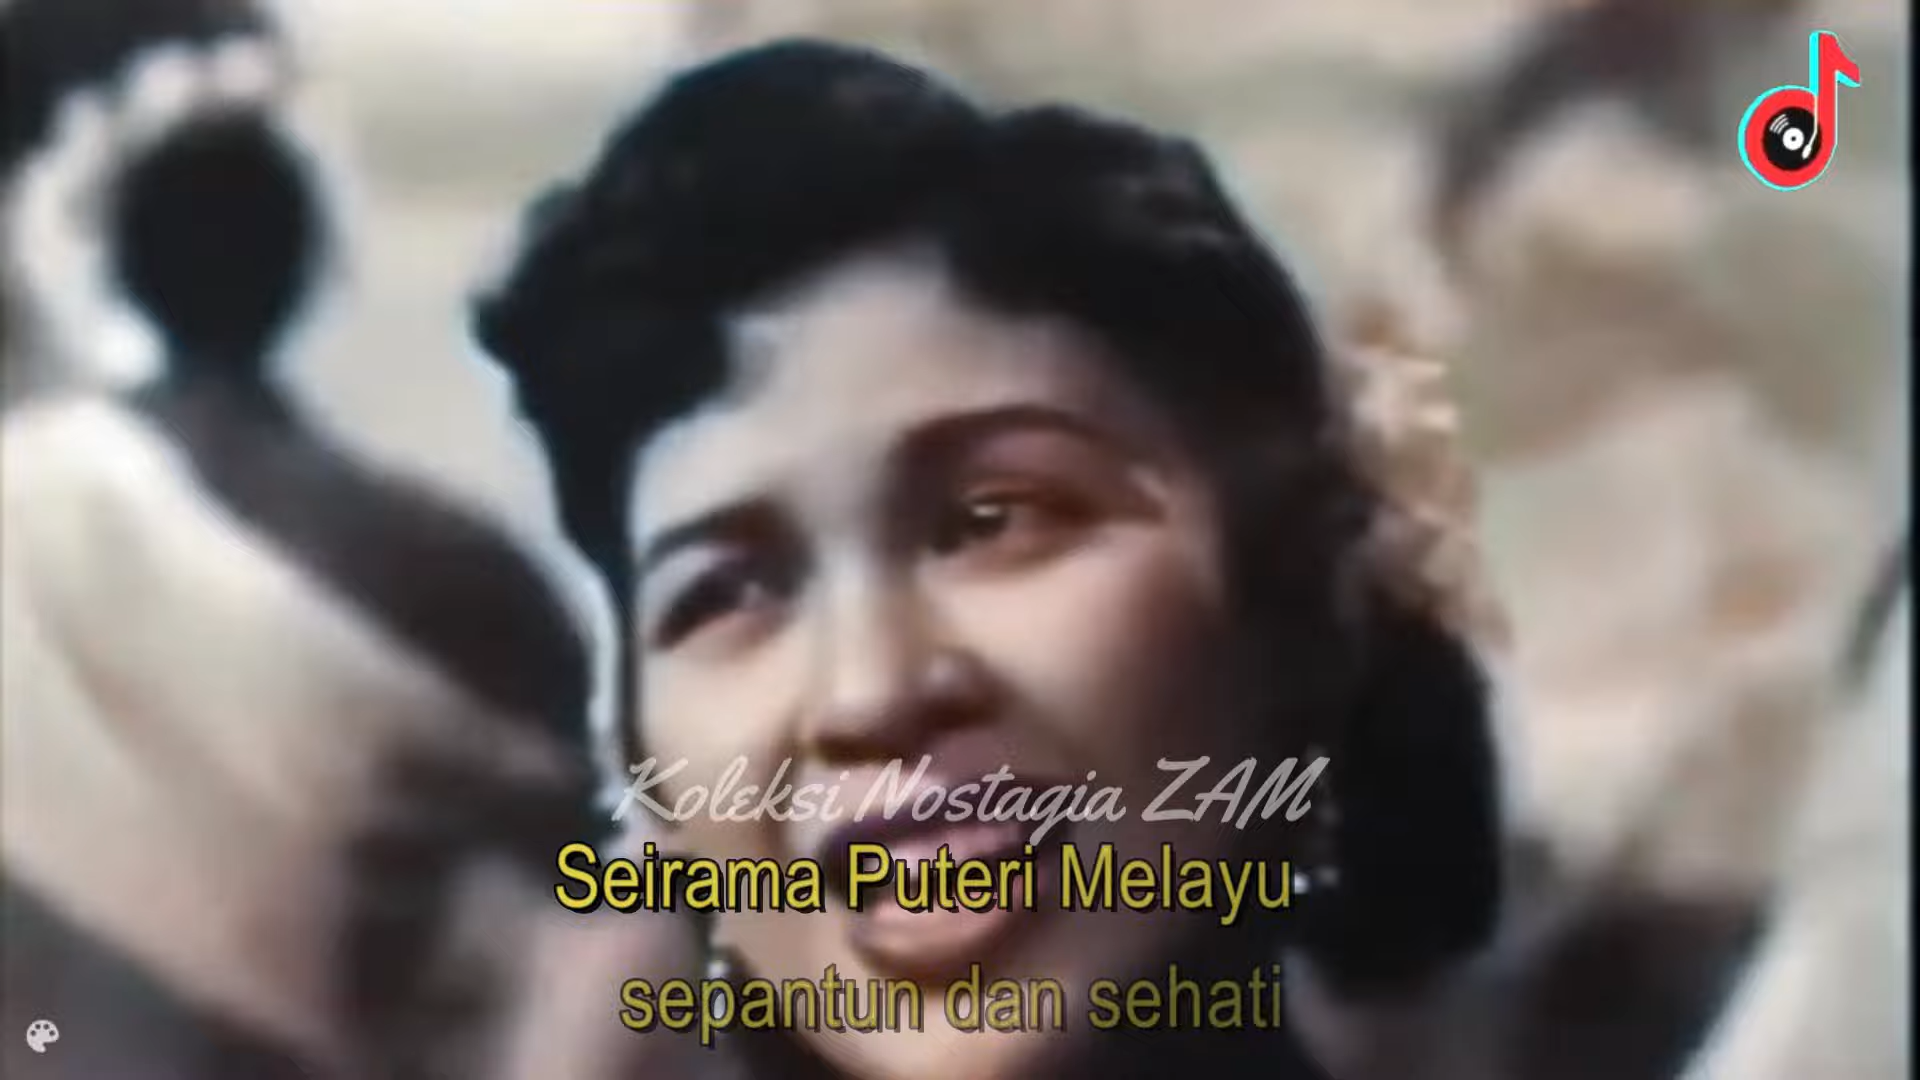 Koleksi Nostagia ZAM
Seirama Puteri Melayu
sepantun dan sehati